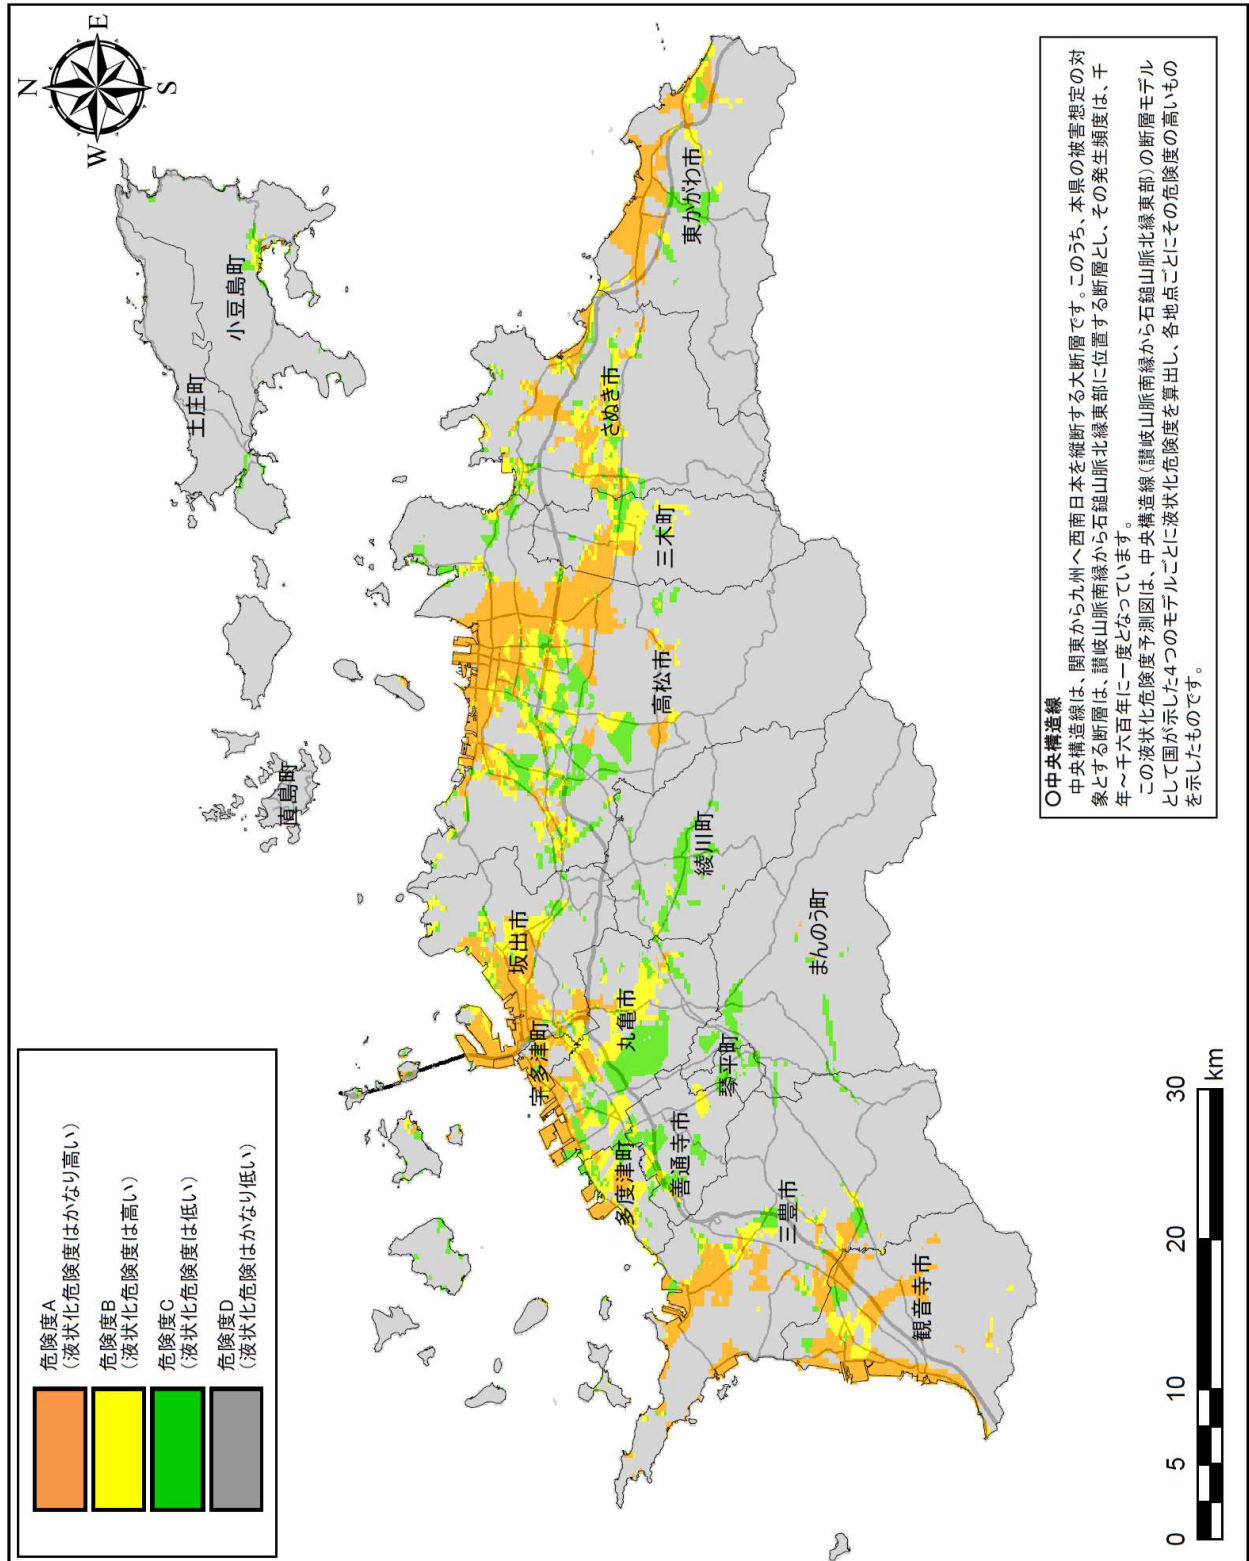 危険度A
（液状化危険度はかなり高い）
危険度B
（液状化危険度は高い）
危険度C
（液状化危険度は低い）
危険度D
（液状化危険はかなり低い）
N
W
E
S
土庄町
小豆島町
直島町
東かがわ市
さぬき市
三木町
高松市
綾川町
坂出市
宇多津町
丸亀市
まんのう町
琴平町
多度津町
善通寺市
三豊市
観音寺市
0 5 10 20 30
km
〇中央構造線
中央構造線は、関東から九州へ西南日本を縦断する大断層です。このうち、本県の被害想定の対
象とする断層は、讃岐山脈南縁から石鎚山脈北縁東部に位置する断層とし、その発生頻度は、千
年～千六百年に一度となっています。
この液状化危険度予測図は、中央構造線（讃岐山脈南縁から石鎚山脈北縁東部）の断層モデル
として国が示した4つのモデルごとに液状化危険度を算出し、各地点ごとにその危険度の高いもの
を示したものです。